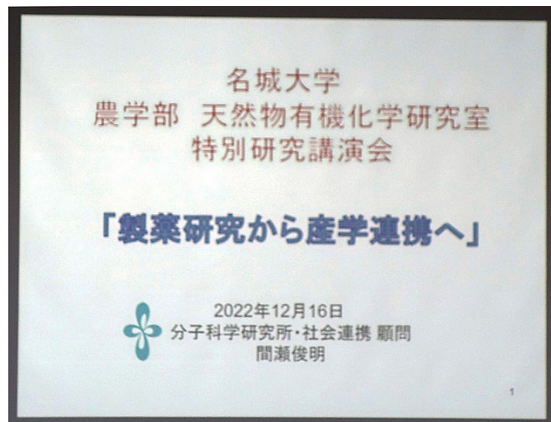 名城大学
農学部 天然物有機化学研究室
特別研究講演会
「製薬研究から産学連携へ」
2022年12月16日
分子科学研究所・社会連携 顧問
間瀬俊明
1